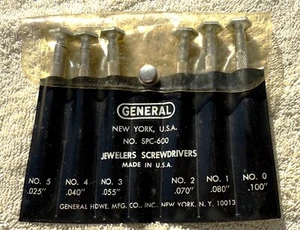 GENERAL
NEW YORK, U.S.A.
NO. SPC-600
JEWELERS SCREWDRIVERS
MADE IN U.S.A.
NO. 5 NO. 4 NO. 3 NO. 2 NO. 1 NO. 0
.025" .040" .055" .070" .080" .100"
GENERAL HDWE. MFG. CO., INC. NEW YORK, N. Y. 10013